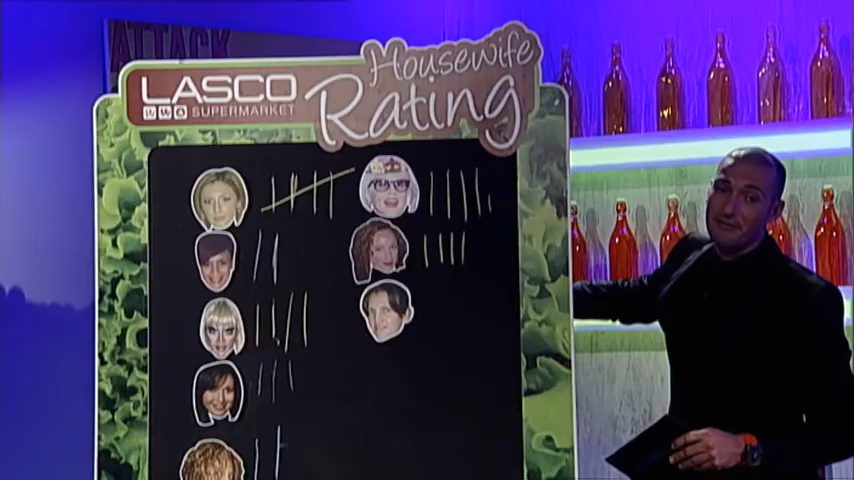 ATTACK
LASCO
SUPERMARKET
Housewife
Rating